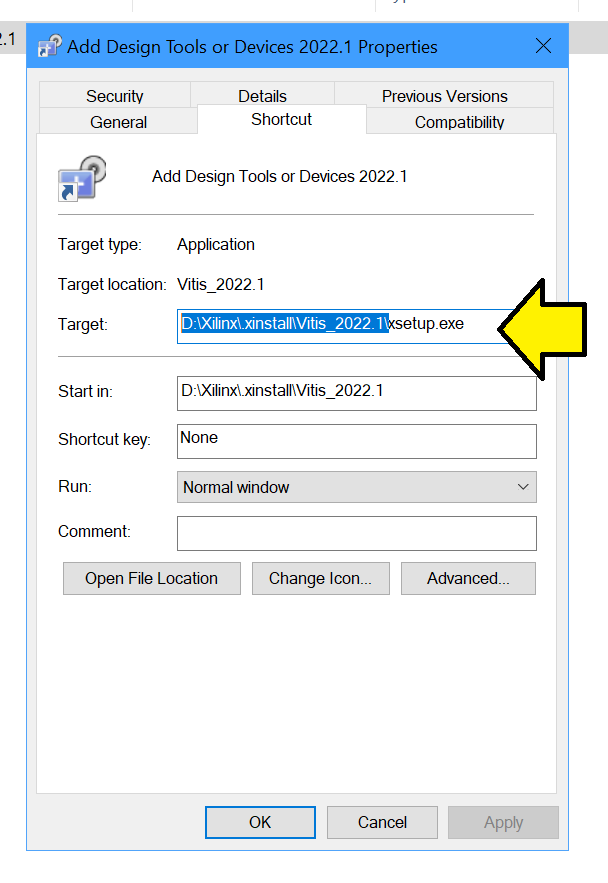 2.1
Add Design Tools or Devices 2022.1 Properties
Security Details Previous Versions
General Shortcut Compatibility
Add Design Tools or Devices 2022.1
Target type: Application
Target location: Vitis_2022.1
Target: D:\Xilinx\.xinstall\Vitis_2022.1\xsetup.exe
Start in: D:\Xilinx\.xinstall\Vitis_2022.1
Shortcut key: None
Run: Normal window
Comment:
Open File Location Change Icon... Advanced...
OK Cancel Apply